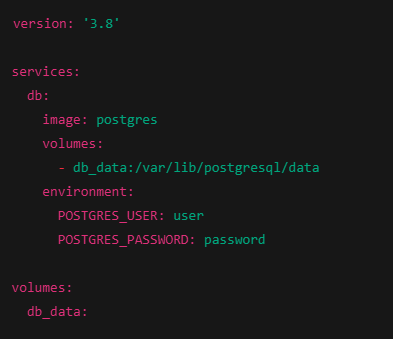 version: '3.8'
services:
  db:
    image: postgres
    volumes:
      - db_data:/var/lib/postgresql/data
    environment:
      POSTGRES_USER: user
      POSTGRES_PASSWORD: password
volumes:
  db_data: